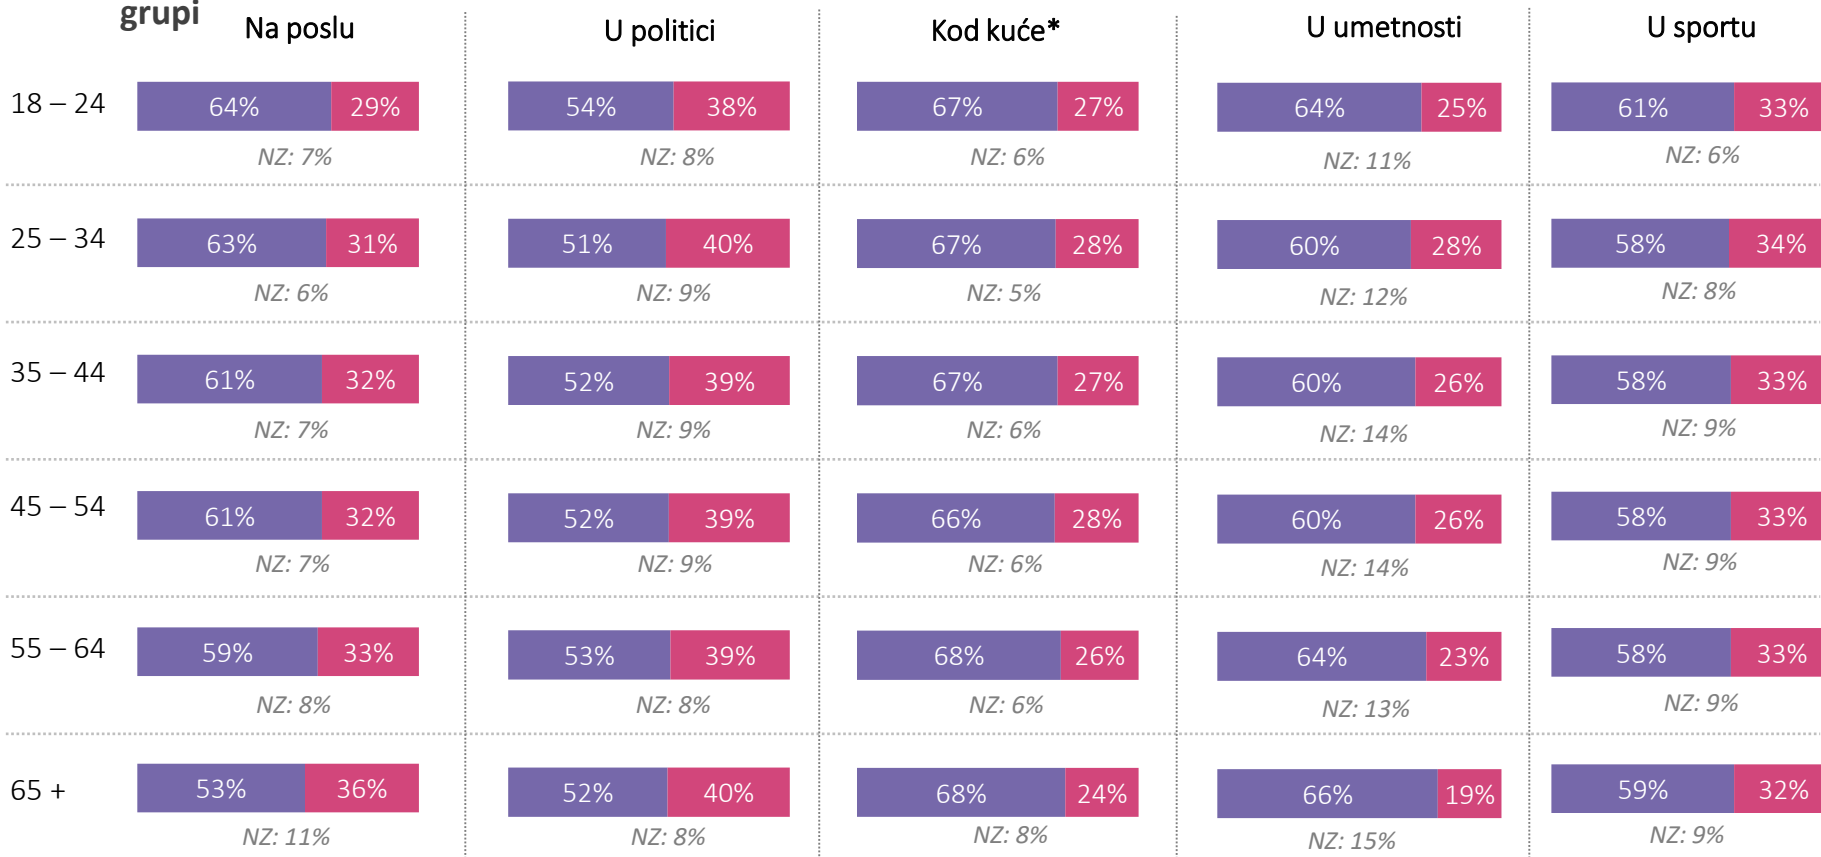 grupi
Na poslu U politici Kod kuće* U umetnosti U sportu
18 – 24 64% 29% 54% 38% 67% 27% 64% 25% 61% 33%
NZ: 7% NZ: 8% NZ: 6% NZ: 11% NZ: 6%
25 – 34 63% 31% 51% 40% 67% 28% 60% 28% 58% 34%
NZ: 6% NZ: 9% NZ: 5% NZ: 12% NZ: 8%
35 – 44 61% 32% 52% 39% 67% 27% 60% 26% 58% 33%
NZ: 7% NZ: 9% NZ: 6% NZ: 14% NZ: 9%
45 – 54 61% 32% 52% 39% 66% 28% 60% 26% 58% 33%
NZ: 7% NZ: 9% NZ: 6% NZ: 14% NZ: 9%
55 – 64 59% 33% 53% 39% 68% 26% 64% 23% 58% 33%
NZ: 8% NZ: 8% NZ: 6% NZ: 13% NZ: 9%
65 + 53% 36% 52% 40% 68% 24% 66% 19% 59% 32%
NZ: 11% NZ: 8% NZ: 8% NZ: 15% NZ: 9%